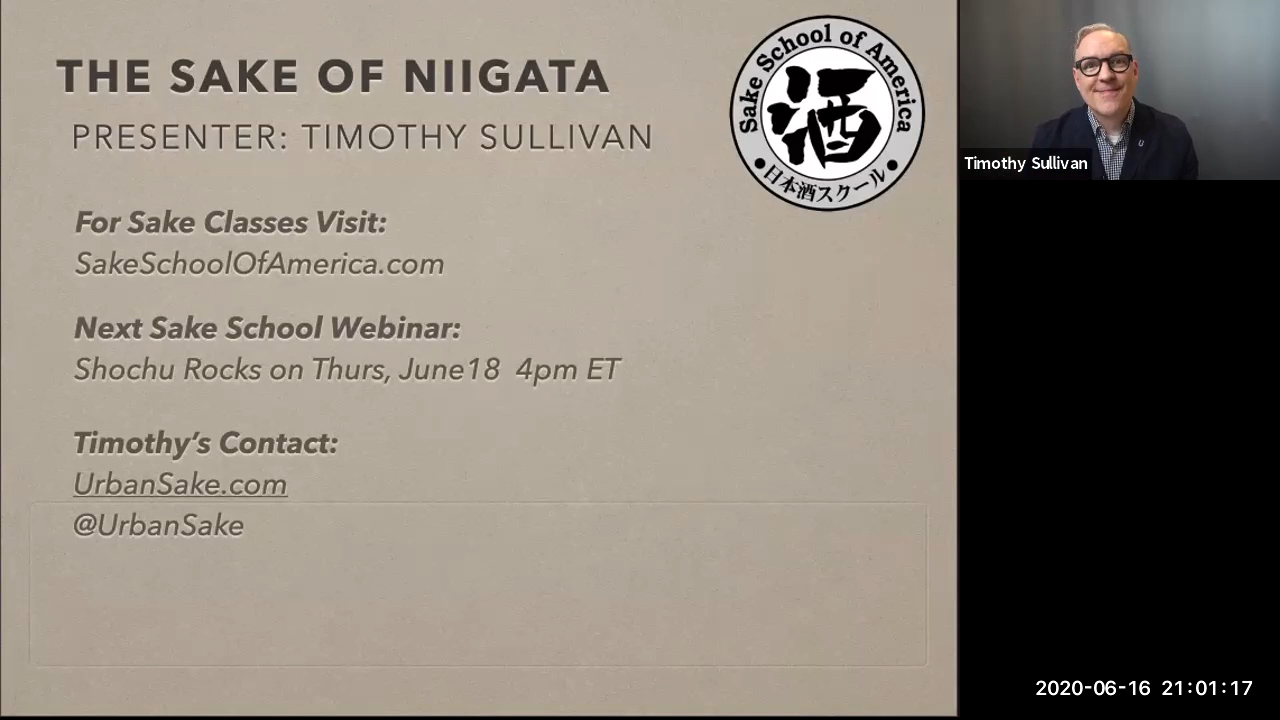 THE SAKE OF NIIGATA
PRESENTER: TIMOTHY SULLIVAN
For Sake Classes Visit:
SakeSchoolOfAmerica.com
Next Sake School Webinar:
Shochu Rocks on Thurs, June18 4pm ET
Timothy's Contact:
UrbanSake.com
@UrbanSake
Sake School of America
酒
日本酒スクール
Timothy Sullivan
2020-06-16 21:01:17